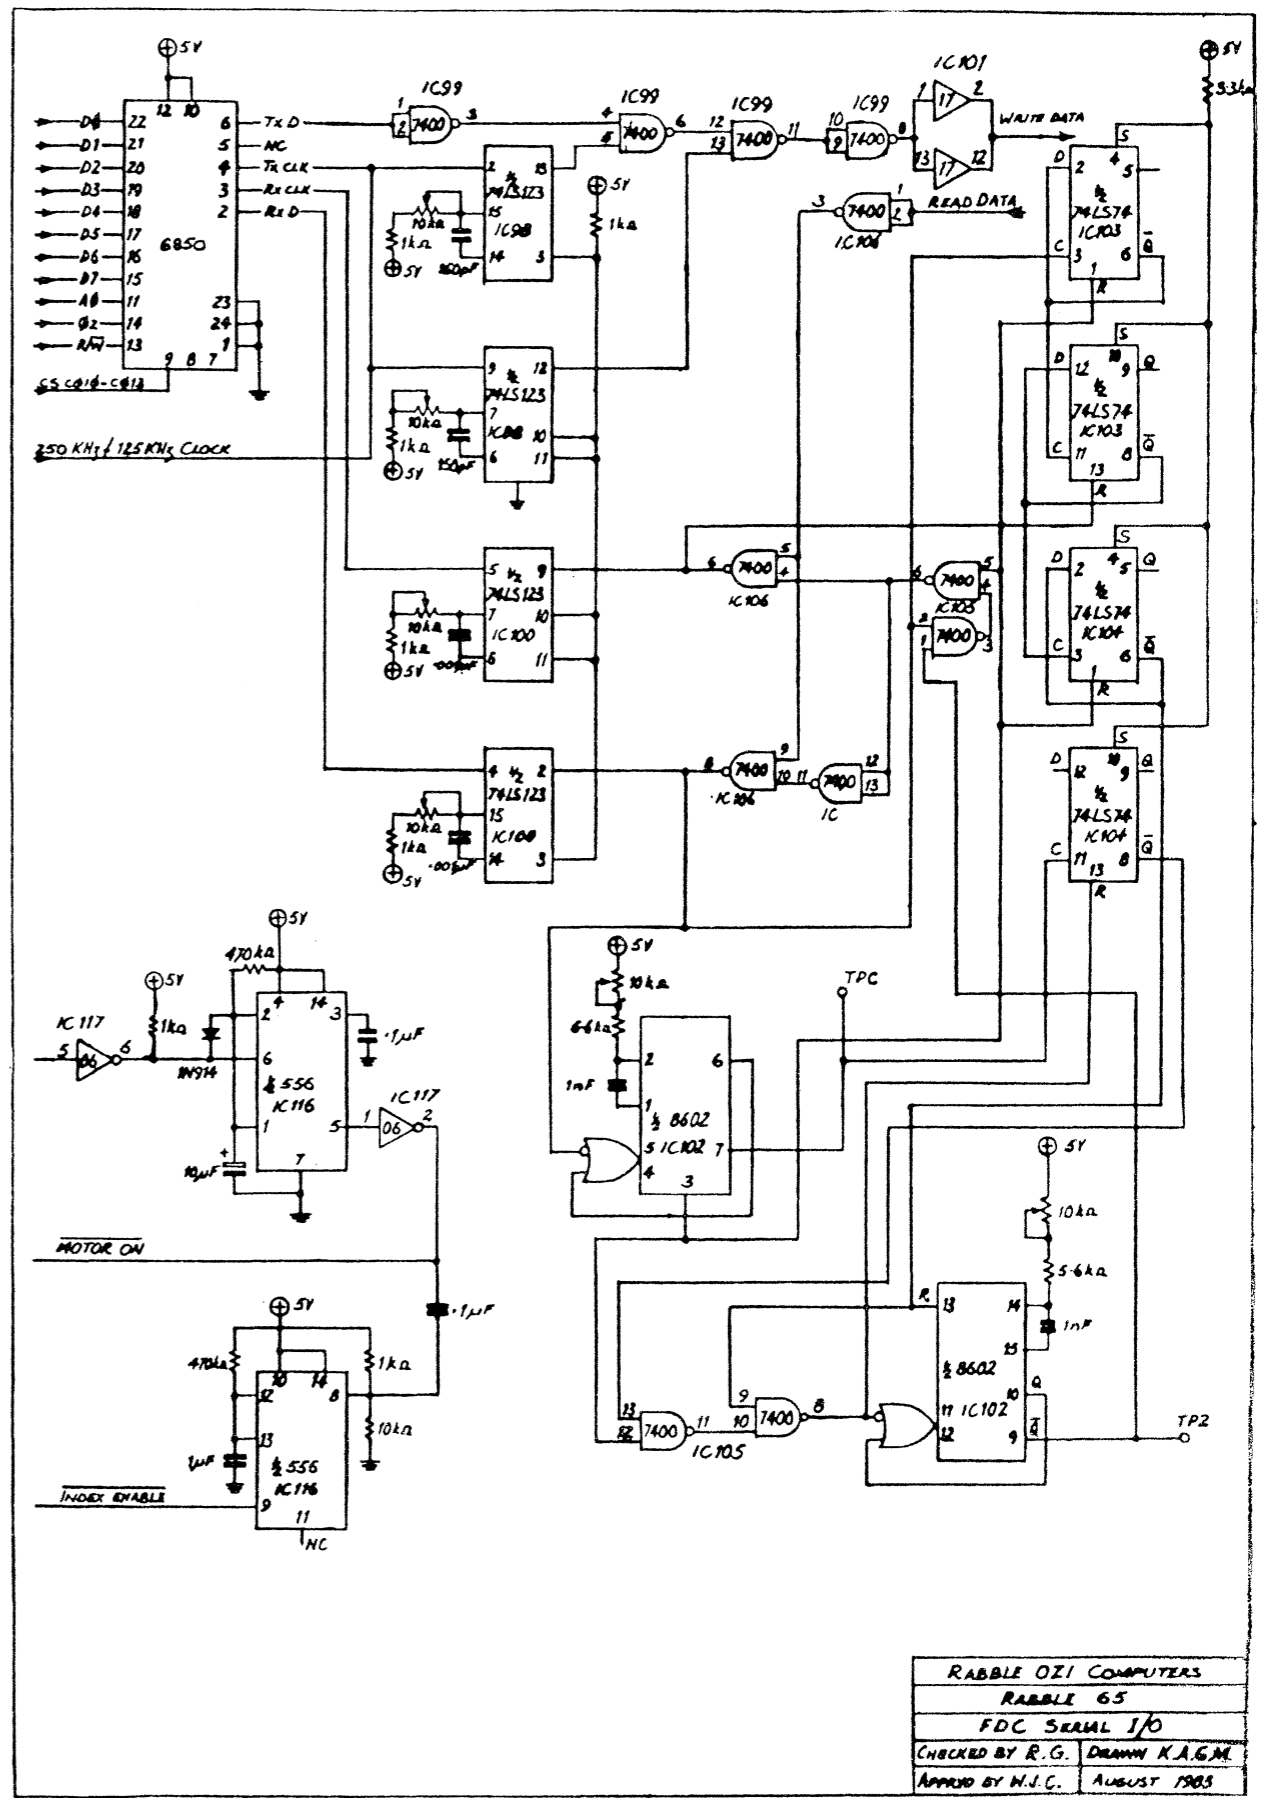 5V
12 10
D0 22
D1 21
D2 20
D3 19
D4 18
D5 17
D6 16
D7 15
A0 11
02 14
R/W 13
CS C010-C013
9 8 7
6850
6 TxD
5 NC
4 Tx CLK
3 Rx CLK
2 RxD
23
24
1
250 KHz / 125KHz CLOCK
IC99
1
2
7400
3
IC99
4
5
7400
6
IC99
12
13
7400
11
IC99
10
9
7400
8
IC101
1 17 2
13 17 12
WRITE DATA
5V
3.3kΩ
2 13
½
74LS123
15
IC98
14 3
10kΩ
1kΩ
5V
5V
1kΩ
9 12
½
74LS123
7
10
6 11
10kΩ
1kΩ
150pF
5V
3
7400
1
2
READ DATA
IC106
S
D 2 4 5
½
74LS74
IC103
C 3 6 Q
1
R
S
D 12 10 9 Q
½
74LS74
IC103
C 11 8 Q
13
R
S
D 2 4 5 Q
½
74LS74
IC104
C 3 6 Q
1
R
S
D 12 10 9 Q
½
74LS74
IC104
C 11 8 Q
13
R
5 9
½
74LS123
7 10
IC100
6 11
10kΩ
1kΩ
5V
6 7400 5
4
IC106
6 7400 5
4
IC105
2
1 7400 3
4 2
½
74LS123
15
IC100
14 3
10kΩ
1kΩ
5V
8 7400 9
10
IC106
11 7400 12
13
IC
5V
470kΩ
5V
1kΩ
IC117
5 06 6
1N914
4 14
2 3
6
½ 556
IC116
1 5
7
.1µF
10µF
+
IC117
1 06 2
MOTOR ON
.1µF
5V
470kΩ
1kΩ
10 14
12 8
13
½ 556
IC116
9
11
NC
1µF
10kΩ
INDEX ENABLE
5V
10kΩ
6.6kΩ
1nF
2 6
1
½ 8602
5 IC102 7
4
3
TPC
5V
10kΩ
5.6kΩ
1nF
R 13 14
15
½ 8602
10 Q
11 IC102
12 9 Q
TP2
13
12 7400 11
IC105
9
10 7400 8
RABBLE OZI COMPUTERS
RABBLE 65
FDC SERIAL I/O
CHECKED BY R.G. DRAWN K.A.G.M.
APPRVD BY W.J.C. AUGUST 1985